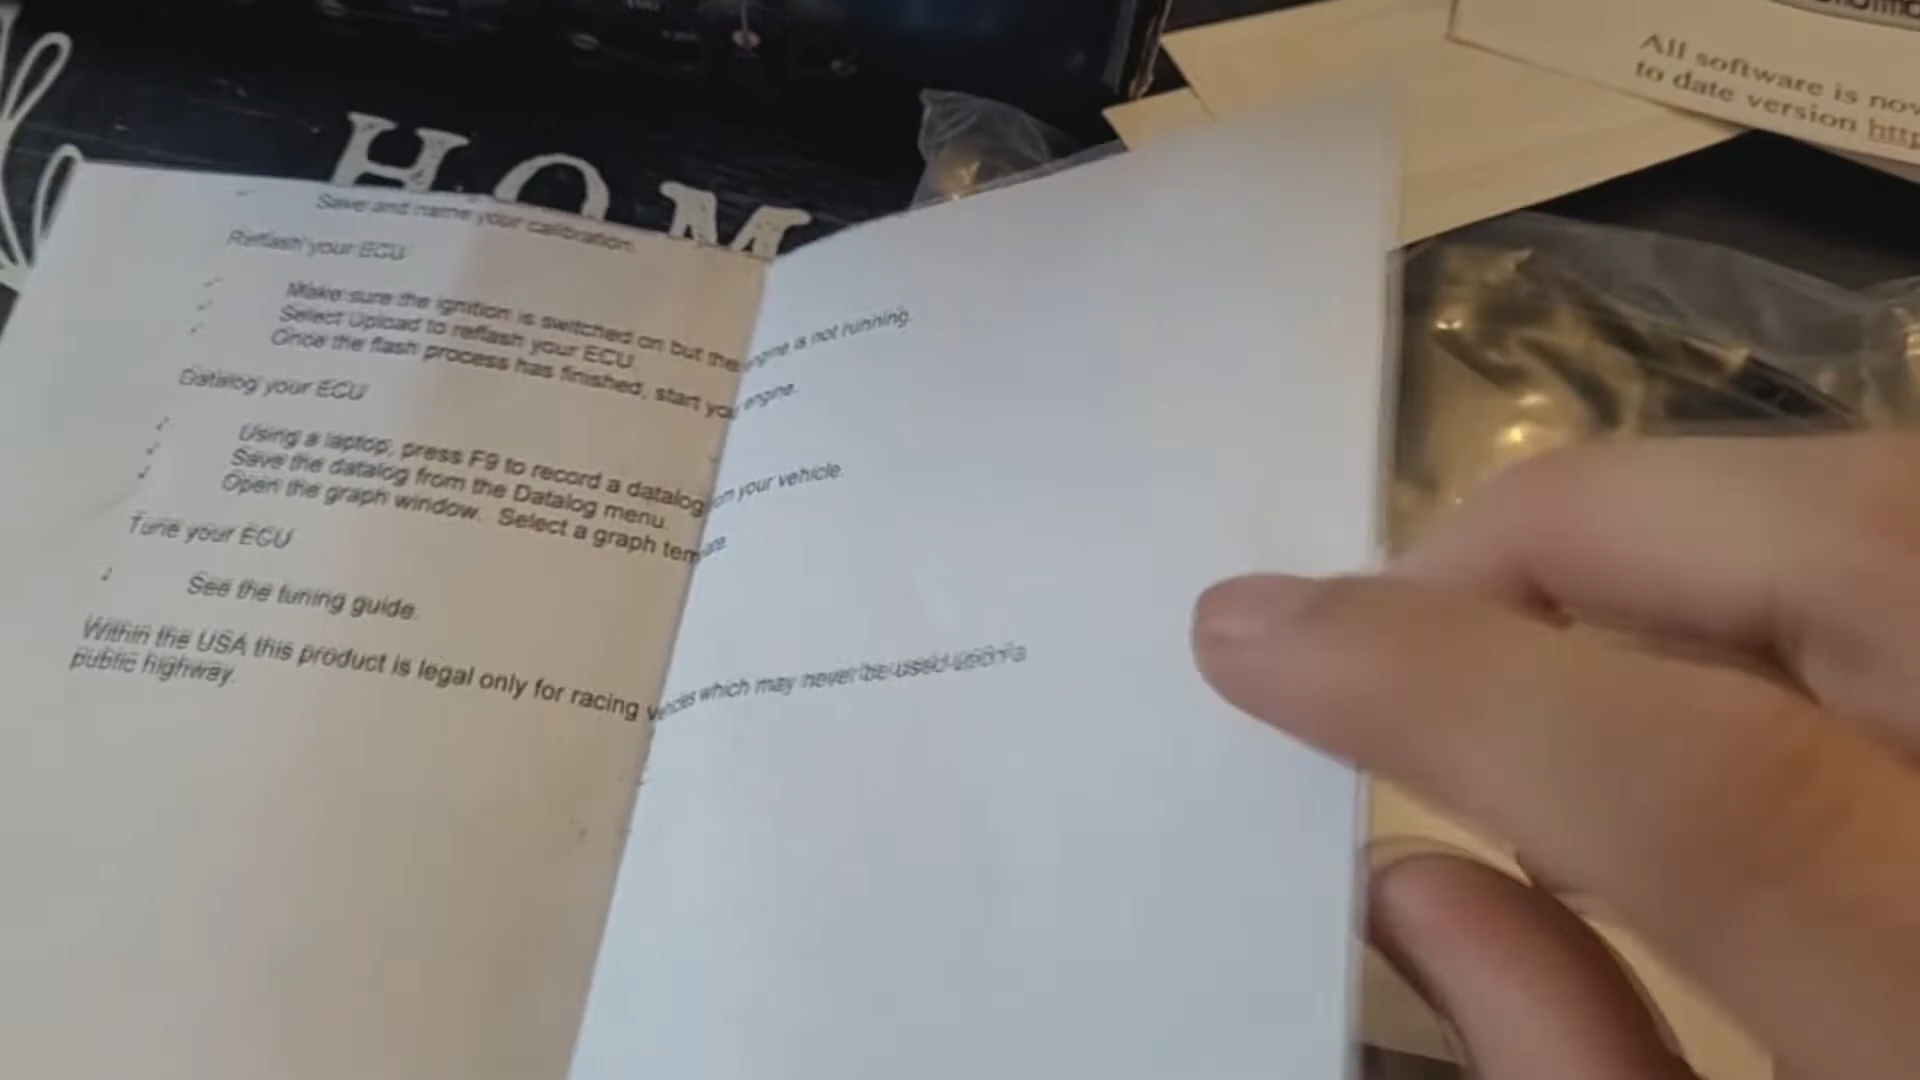 All software is
to date version
HOM
Save and name your calibration.
Reflash your ECU
Make sure the ignition is switched on but the engine is not running.
Select Upload to reflash your ECU.
Once the flash process has finished, start your engine.
Datalog your ECU
Using a laptop, press F9 to record a datalog from your vehicle.
Save the datalog from the Datalog menu.
Open the graph window. Select a graph template.
Tune your ECU
See the tuning guide.
Within the USA this product is legal only for racing vehicles which may never be used upon a
public highway.